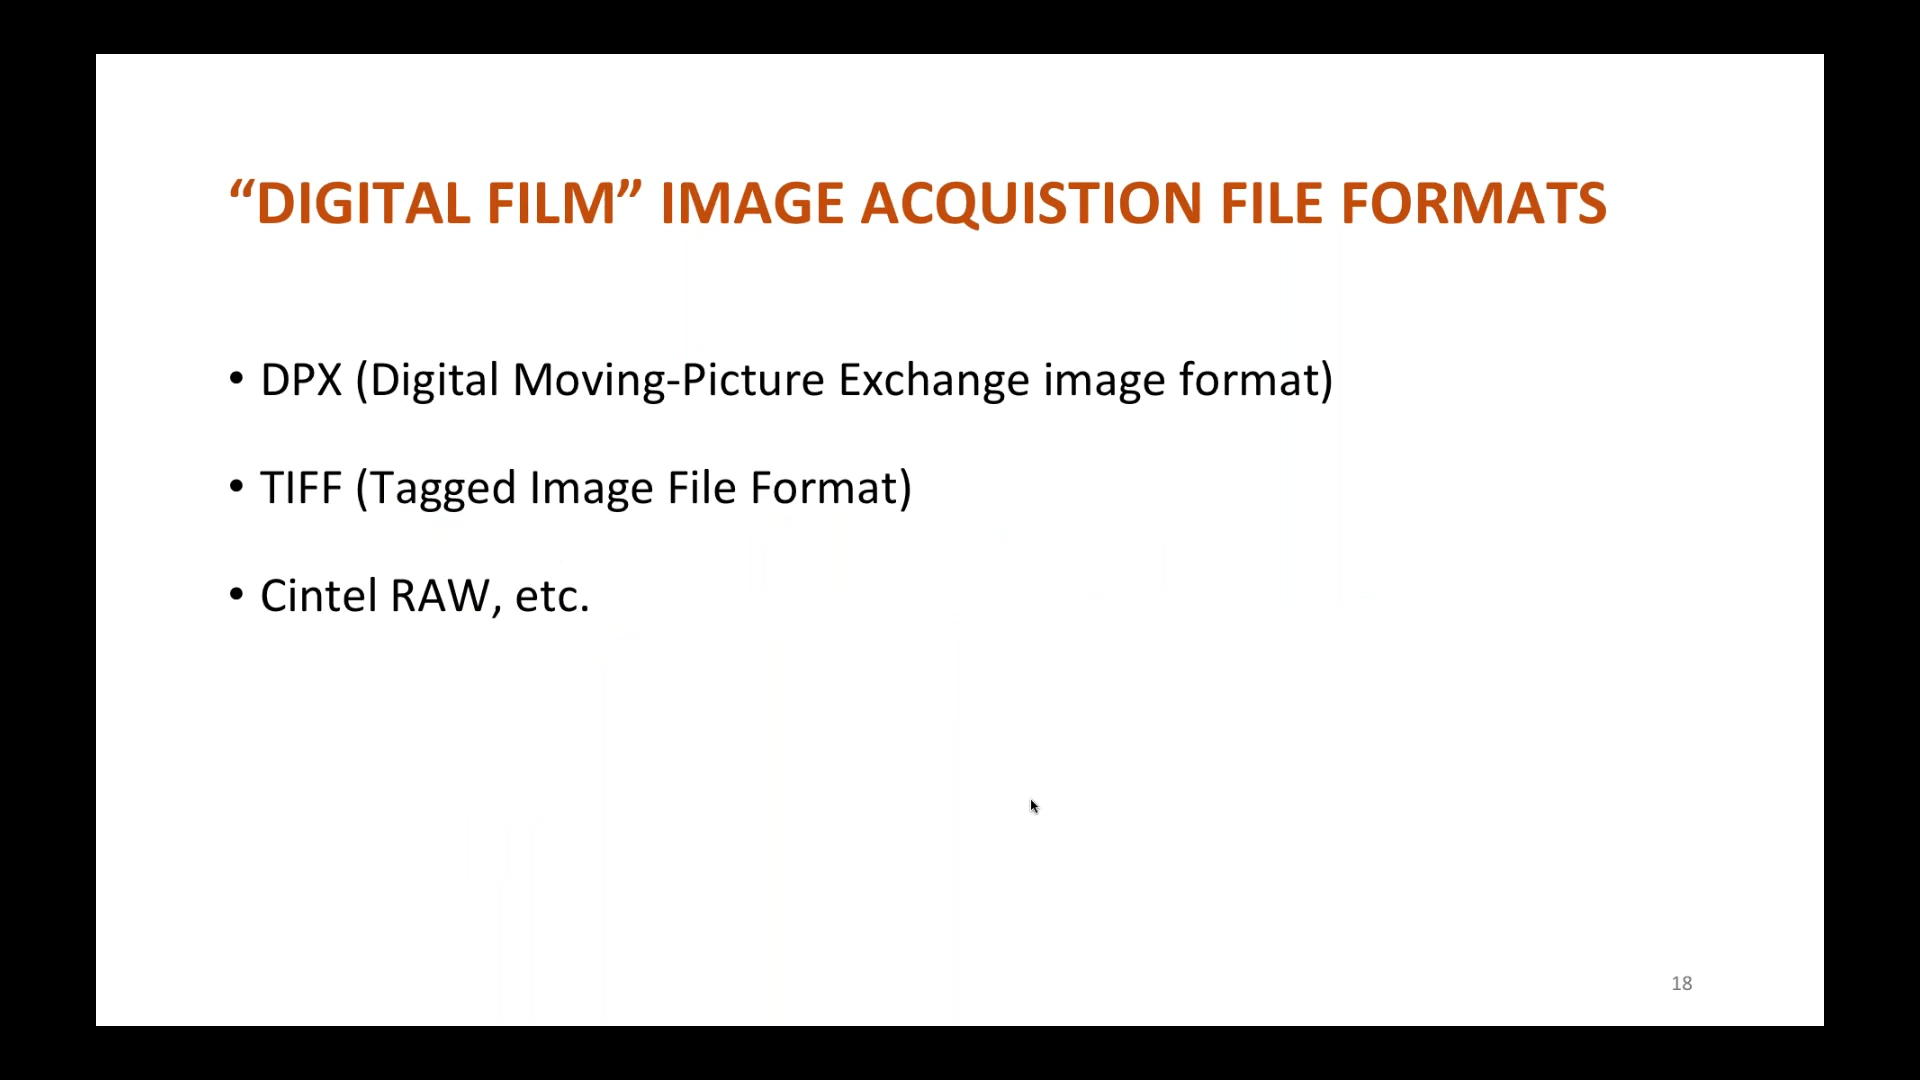 “DIGITAL FILM” IMAGE ACQUISTION FILE FORMATS
• DPX (Digital Moving-Picture Exchange image format)
• TIFF (Tagged Image File Format)
• Cintel RAW, etc.
18